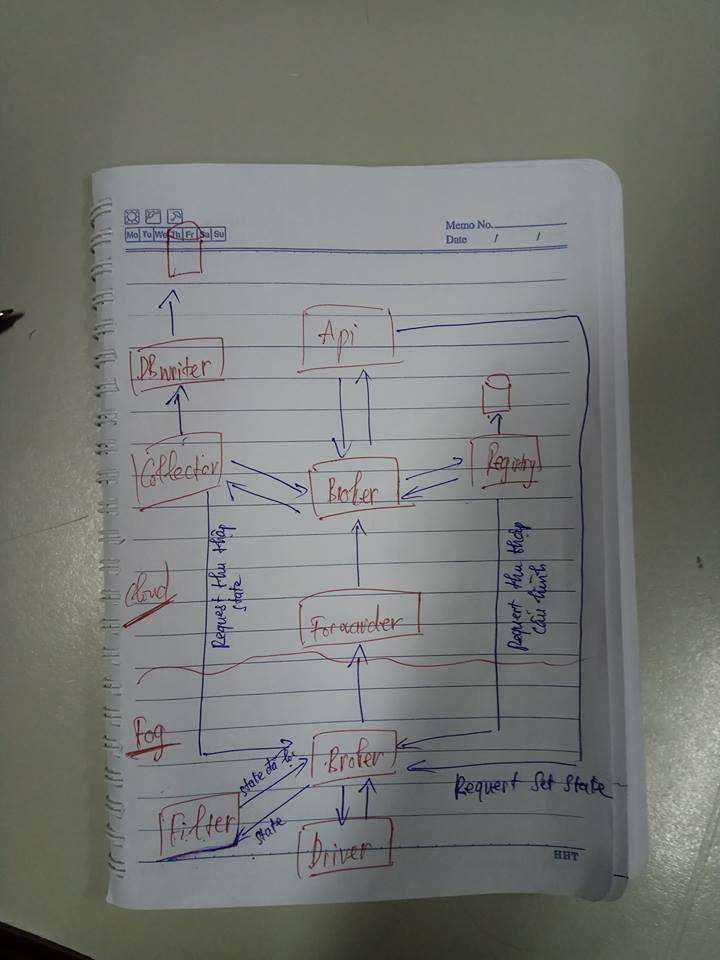 Mo Tu We Th Fr Sa Su
Memo No.
Date / /
Api
DBwriter
Collector
Broker
Registry
Request thu thập
state
Request thu thập
cấu hình
Cloud
Forwarder
Fog
Broker
state đã lọc
Request Set State
Filter
state
Driver
HHT